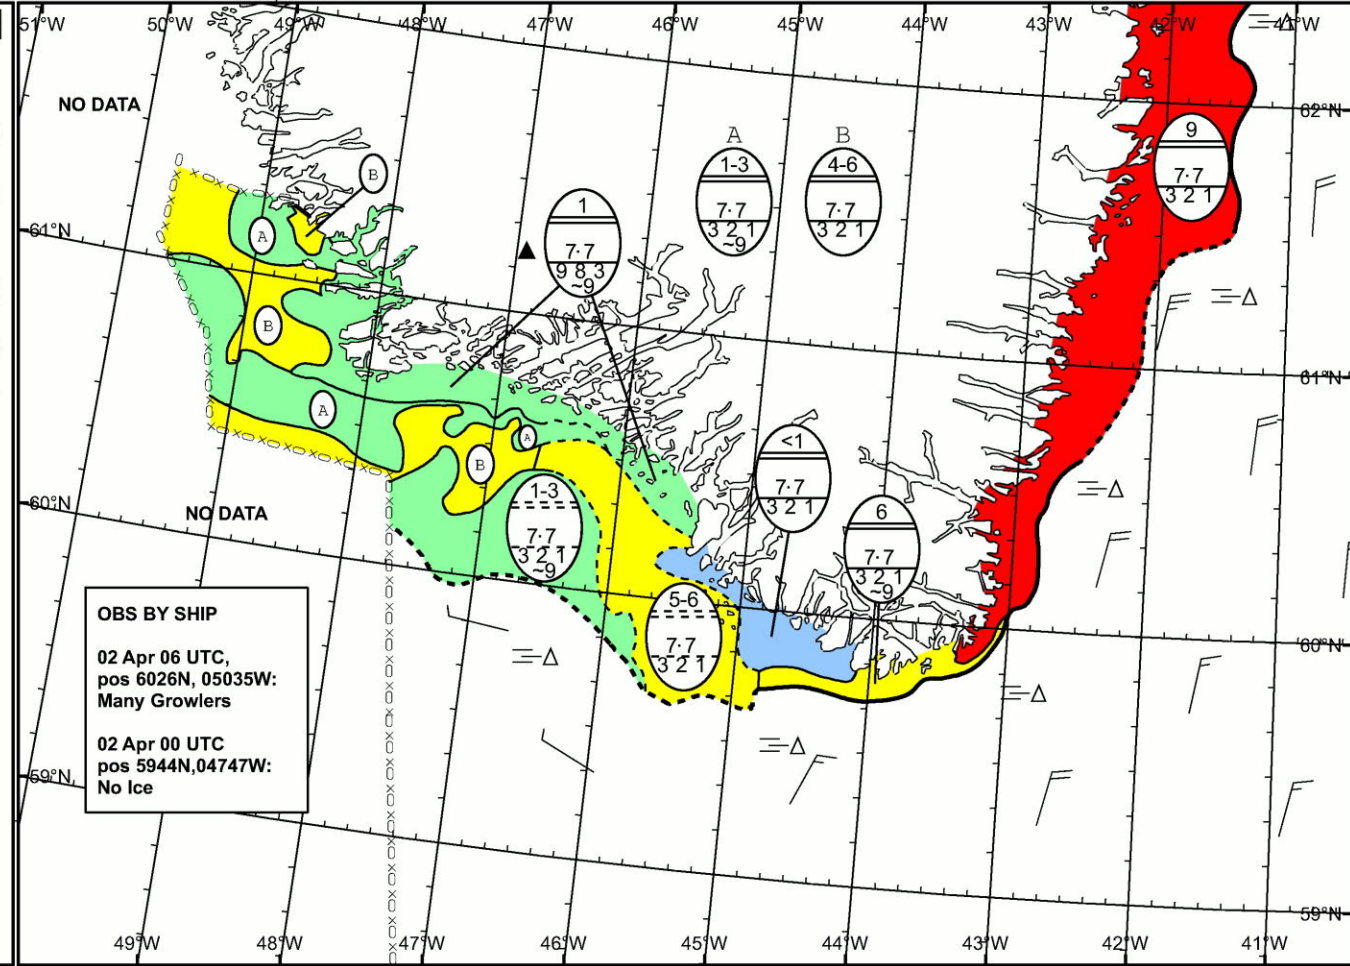 51°W 50°W 49°W 48°W 47°W 46°W 45°W 44°W 43°W 42°W 41°W
NO DATA
62°N
A B
9
7·7
3 2 1
1-3
7·7
3 2 1
~9
4-6
7·7
3 2 1
B
1
7·7
9 8 3
~9
61°N
A
B
61°N
A
<1
7·7
3 2 1
A
B
60°N
NO DATA
1-3
7·7
3 2 1
~9
6
7·7
3 2 1
~9
5-6
7·7
3 2 1
60°N
OBS BY SHIP
02 Apr 06 UTC,
pos 6026N, 05035W:
Many Growlers
02 Apr 00 UTC
pos 5944N,04747W:
No Ice
59°N
59°N
49°W 48°W 47°W 46°W 45°W 44°W 43°W 42°W 41°W